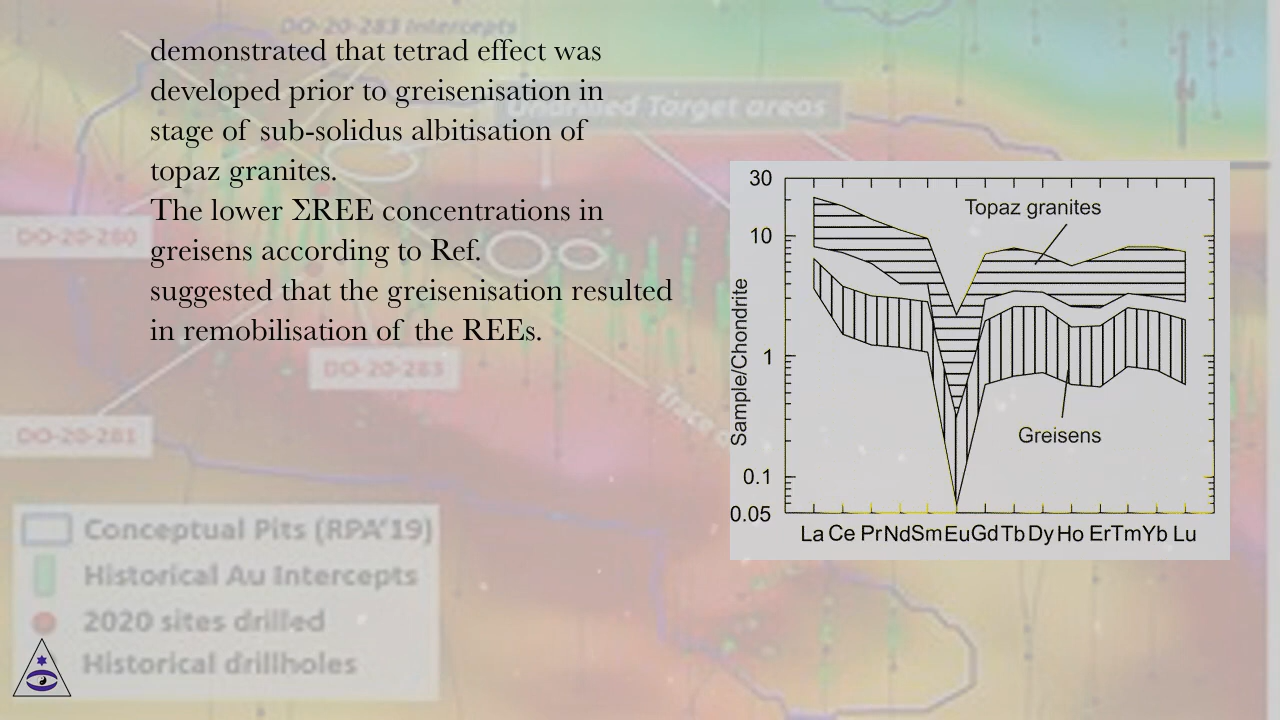 DO-20-283 Intercepts
demonstrated that tetrad effect was
developed prior to greisenisation in
stage of sub-solidus albitisation of
topaz granites.
The lower ΣREE concentrations in
greisens according to Ref.
suggested that the greisenisation resulted
in remobilisation of the REEs.
Target areas
DO-20-280
DO-20-283
DO-20-281
Trace
Conceptual Pits (RPA'19)
Historical Au Intercepts
2020 sites drilled
Historical drillholes
30
10
1
0.1
0.05
Sample/Chondrite
Topaz granites
Greisens
La Ce Pr Nd Sm Eu Gd Tb Dy Ho Er Tm Yb Lu